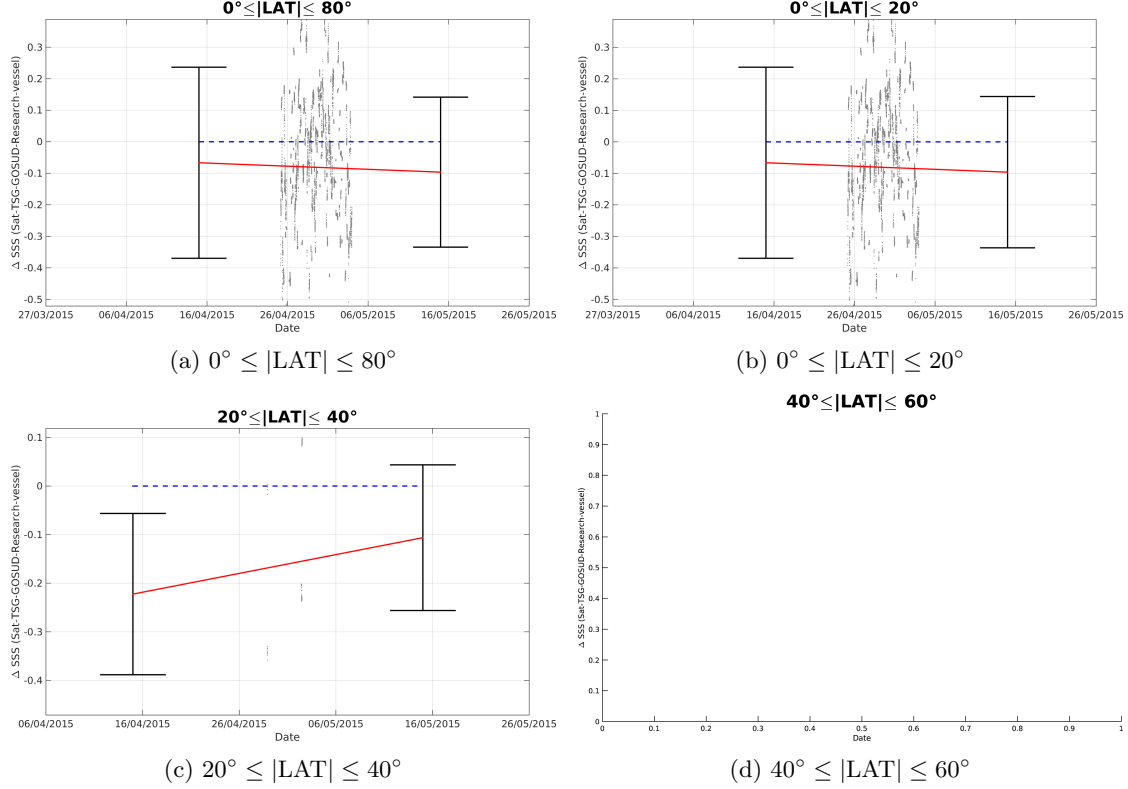 0°≤|LAT|≤ 80°
Δ SSS (Sat-TSG-GOSUD-Research-vessel)
0.3
0.2
0.1
0
-0.1
-0.2
-0.3
-0.4
-0.5
27/03/2015 06/04/2015 16/04/2015 26/04/2015 06/05/2015 16/05/2015 26/05/2015
Date
(a) 0° ≤ |LAT| ≤ 80°
0°≤|LAT|≤ 20°
Δ SSS (Sat-TSG-GOSUD-Research-vessel)
0.3
0.2
0.1
0
-0.1
-0.2
-0.3
-0.4
-0.5
27/03/2015 06/04/2015 16/04/2015 26/04/2015 06/05/2015 16/05/2015 26/05/2015
Date
(b) 0° ≤ |LAT| ≤ 20°
20°≤|LAT|≤ 40°
Δ SSS (Sat-TSG-GOSUD-Research-vessel)
0.1
0
-0.1
-0.2
-0.3
-0.4
06/04/2015 16/04/2015 26/04/2015 06/05/2015 16/05/2015 26/05/2015
Date
(c) 20° ≤ |LAT| ≤ 40°
40°≤|LAT|≤ 60°
Δ SSS (Sat-TSG-GOSUD-Research-vessel)
1
0.9
0.8
0.7
0.6
0.5
0.4
0.3
0.2
0.1
0
0 0.1 0.2 0.3 0.4 0.5 0.6 0.7 0.8 0.9 1
Date
(d) 40° ≤ |LAT| ≤ 60°